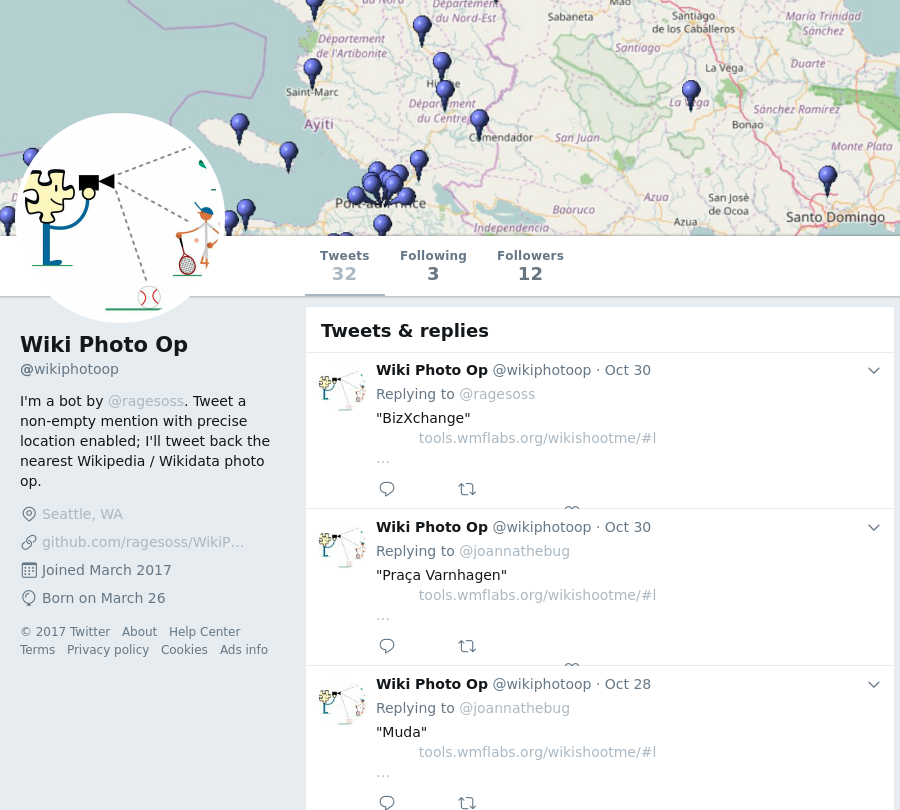 Sabaneta
Santiago
de los Caballeros
María Trinidad
Sánchez
Département
du Nord-Est
Département
de l'Artibonite
Santiago
La Vega
Duarte
Saint-Marc
Département
du Centre
La Vega
Sánchez Ramírez
Ayiti
Comendador
San Juan
Bonao
Monte Plata
Port-au-Prince
Baoruco
Azua
San José
de Ocoa
Independencia
Azua
Santo Domingo
Tweets
32
Following
3
Followers
12
Wiki Photo Op
@wikiphotoop
I'm a bot by @ragesoss. Tweet a
non-empty mention with precise
location enabled; I'll tweet back the
nearest Wikipedia / Wikidata photo
op.
Seattle, WA
github.com/ragesoss/WikiP…
Joined March 2017
Born on March 26
© 2017 Twitter About Help Center
Terms Privacy policy Cookies Ads info
Tweets & replies
Wiki Photo Op @wikiphotoop · Oct 30
Replying to @ragesoss
"BizXchange"
tools.wmflabs.org/wikishootme/#l
…
Wiki Photo Op @wikiphotoop · Oct 30
Replying to @joannathebug
"Praça Varnhagen"
tools.wmflabs.org/wikishootme/#l
…
Wiki Photo Op @wikiphotoop · Oct 28
Replying to @joannathebug
"Muda"
tools.wmflabs.org/wikishootme/#l
…